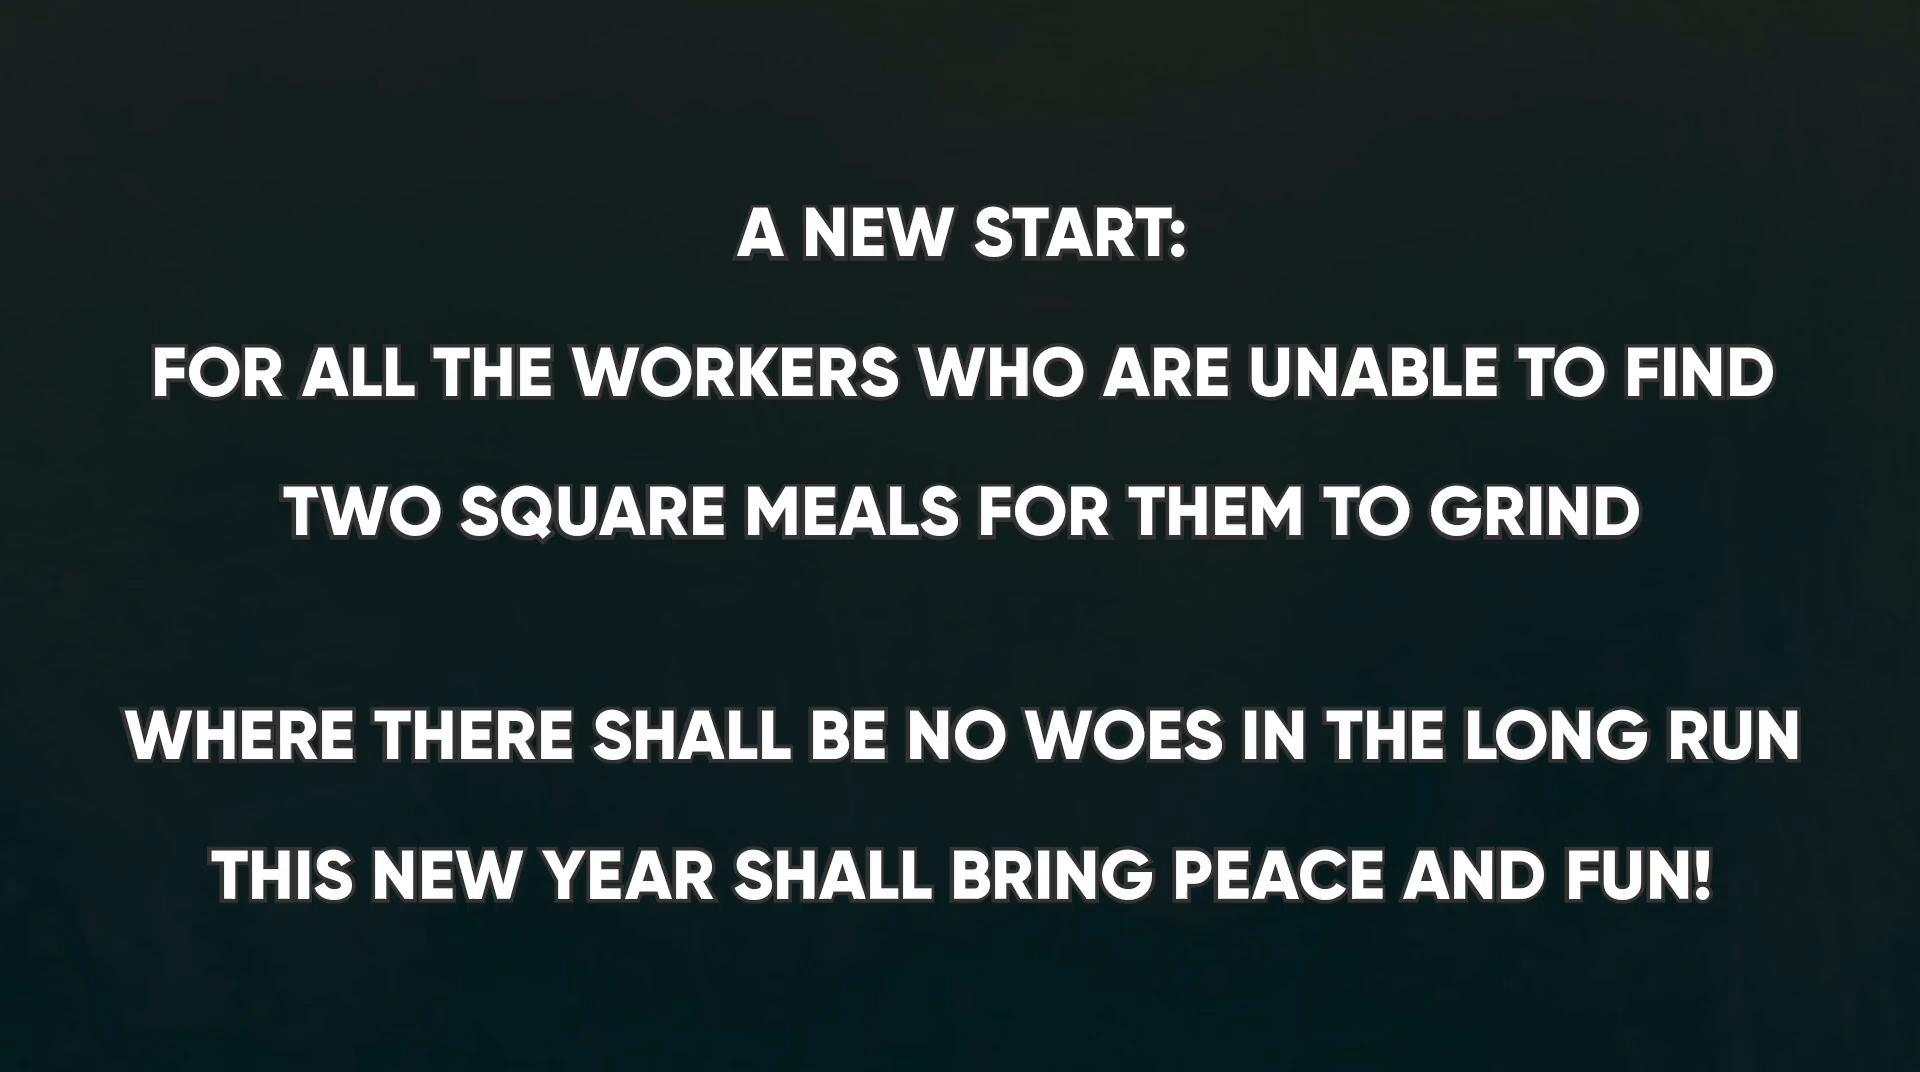 A NEW START:
FOR ALL THE WORKERS WHO ARE UNABLE TO FIND
TWO SQUARE MEALS FOR THEM TO GRIND
WHERE THERE SHALL BE NO WOES IN THE LONG RUN
THIS NEW YEAR SHALL BRING PEACE AND FUN!